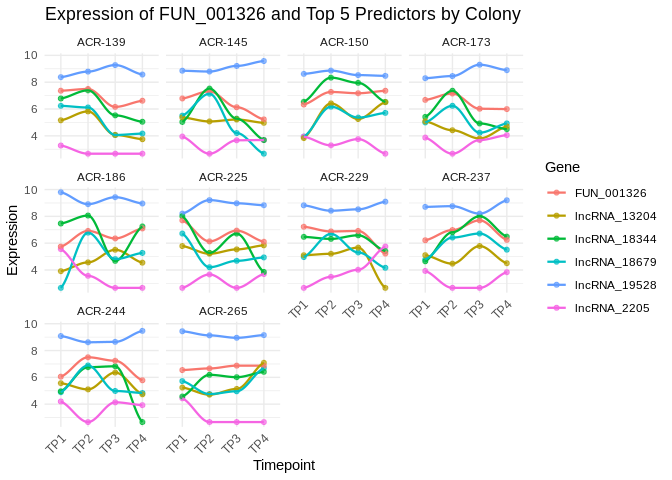 Expression of FUN_001326 and Top 5 Predictors by Colony
ACR-139 ACR-145 ACR-150 ACR-173
10
8
6
4
ACR-186 ACR-225 ACR-229 ACR-237
10
8
6
4
TP1 TP2 TP3 TP4 TP1 TP2 TP3 TP4
ACR-244 ACR-265
10
8
6
4
TP1 TP2 TP3 TP4 TP1 TP2 TP3 TP4
Timepoint
Expression
Gene
FUN_001326
lncRNA_13204
lncRNA_18344
lncRNA_18679
lncRNA_19528
lncRNA_2205